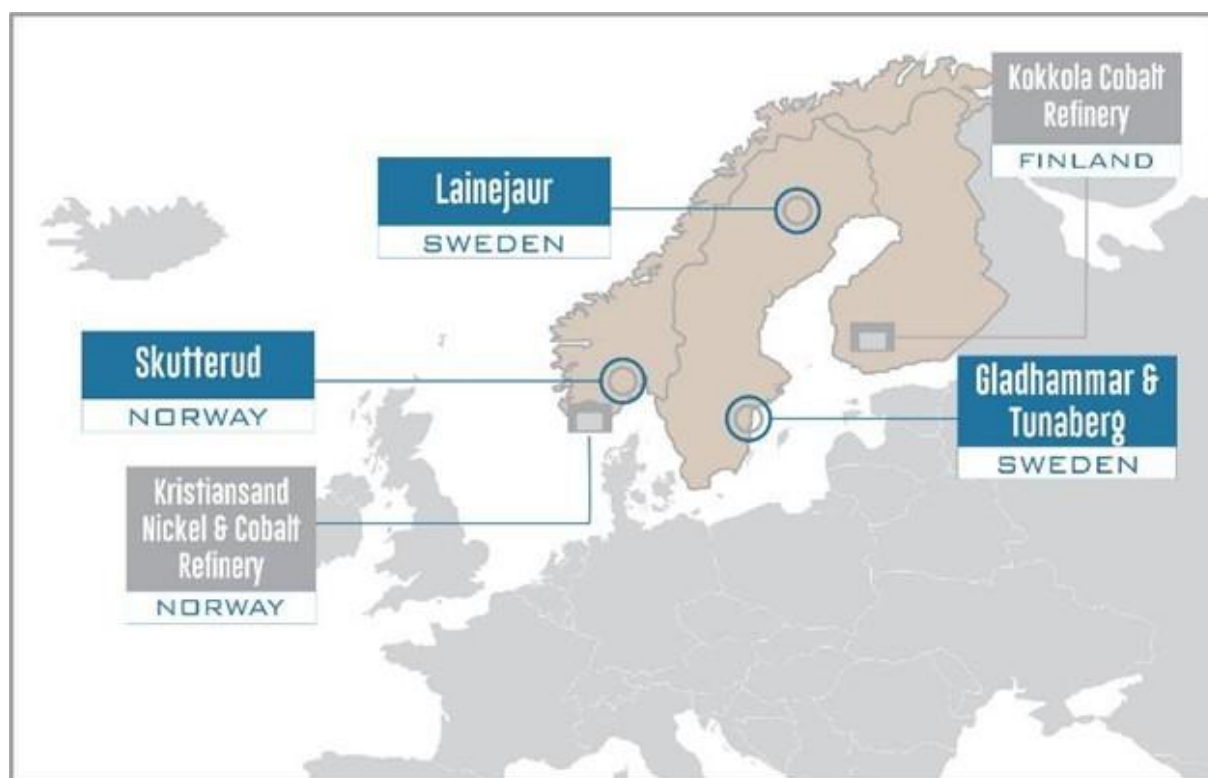 Kokkola Cobalt
Refinery
FINLAND
Lainejaur
SWEDEN
Skutterud
NORWAY
Gladhammar &
Tunaberg
SWEDEN
Kristiansand
Nickel & Cobalt
Refinery
NORWAY